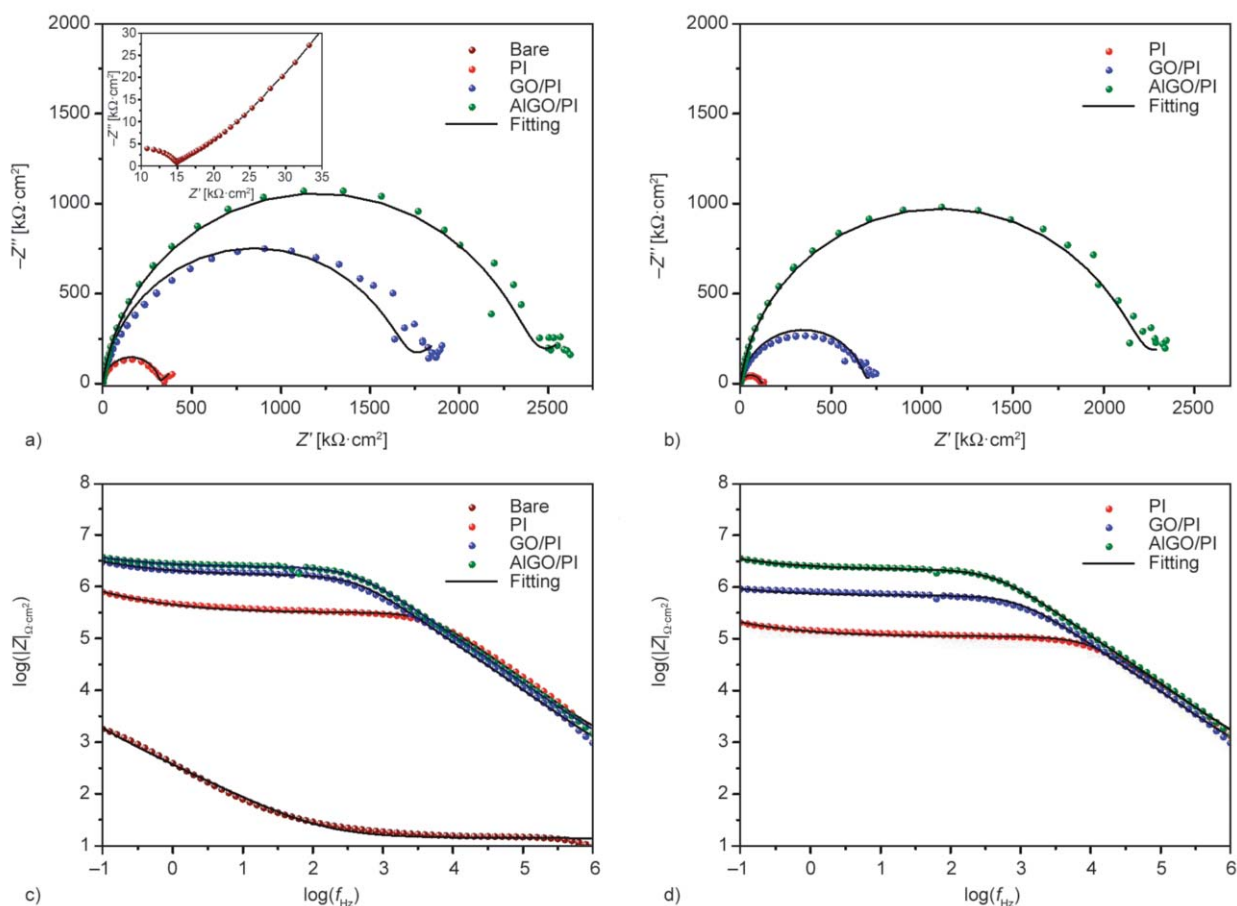 2000
1500
1000
500
0
−Z″ [kΩ·cm²]
30
25
20
15
10
5
0
−Z″ [kΩ·cm²]
10 15 20 25 30 35
Z′ [kΩ·cm²]
Bare
PI
GO/PI
AlGO/PI
Fitting
0 500 1000 1500 2000 2500
a)
Z′ [kΩ·cm²]
2000
1500
1000
500
0
−Z″ [kΩ·cm²]
PI
GO/PI
AlGO/PI
Fitting
0 500 1000 1500 2000 2500
b)
Z′ [kΩ·cm²]
8
7
6
5
4
3
2
1
log(|Z|Ω·cm²)
Bare
PI
GO/PI
AlGO/PI
Fitting
−1 0 1 2 3 4 5 6
c)
log(fHz)
8
7
6
5
4
3
2
1
log(|Z|Ω·cm²)
PI
GO/PI
AlGO/PI
Fitting
−1 0 1 2 3 4 5 6
d)
log(fHz)